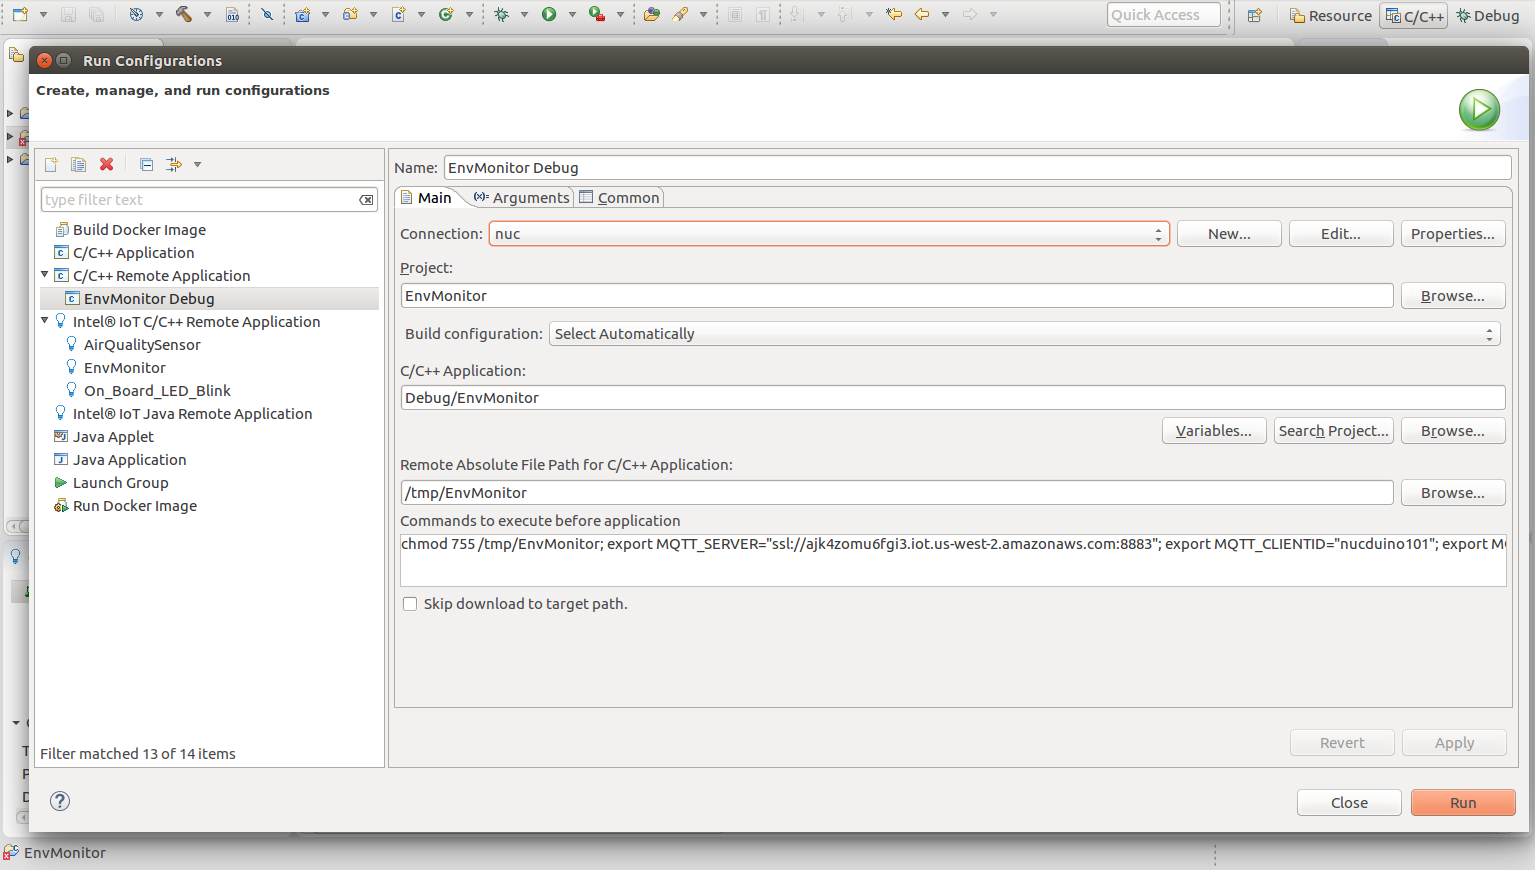 Quick Access
Resource
C/C++
Debug
Run Configurations
Create, manage, and run configurations
type filter text
Build Docker Image
C/C++ Application
C/C++ Remote Application
EnvMonitor Debug
Intel® IoT C/C++ Remote Application
AirQualitySensor
EnvMonitor
On_Board_LED_Blink
Intel® IoT Java Remote Application
Java Applet
Java Application
Launch Group
Run Docker Image
Filter matched 13 of 14 items
Name: EnvMonitor Debug
Main
(x)= Arguments
Common
Connection: nuc
New...
Edit...
Properties...
Project:
EnvMonitor
Browse...
Build configuration: Select Automatically
C/C++ Application:
Debug/EnvMonitor
Variables...
Search Project...
Browse...
Remote Absolute File Path for C/C++ Application:
/tmp/EnvMonitor
Browse...
Commands to execute before application
chmod 755 /tmp/EnvMonitor; export MQTT_SERVER="ssl://ajk4zomu6fgi3.iot.us-west-2.amazonaws.com:8883"; export MQTT_CLIENTID="nucduino101"; export
Skip download to target path.
Revert
Apply
Close
Run
EnvMonitor